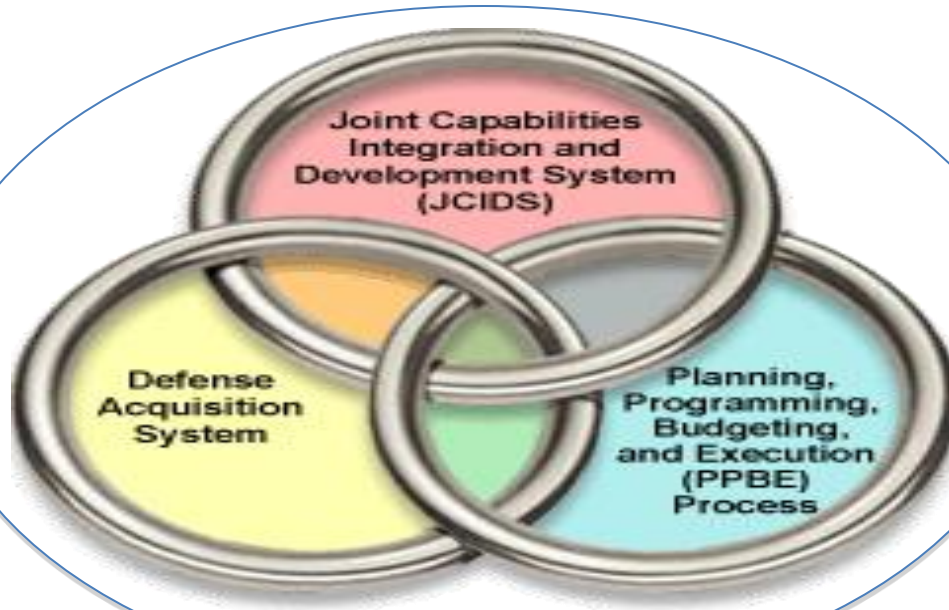 Joint Capabilities
Integration and
Development System
(JCIDS)
Defense
Acquisition
System
Planning,
Programming,
Budgeting,
and Execution
(PPBE)
Process